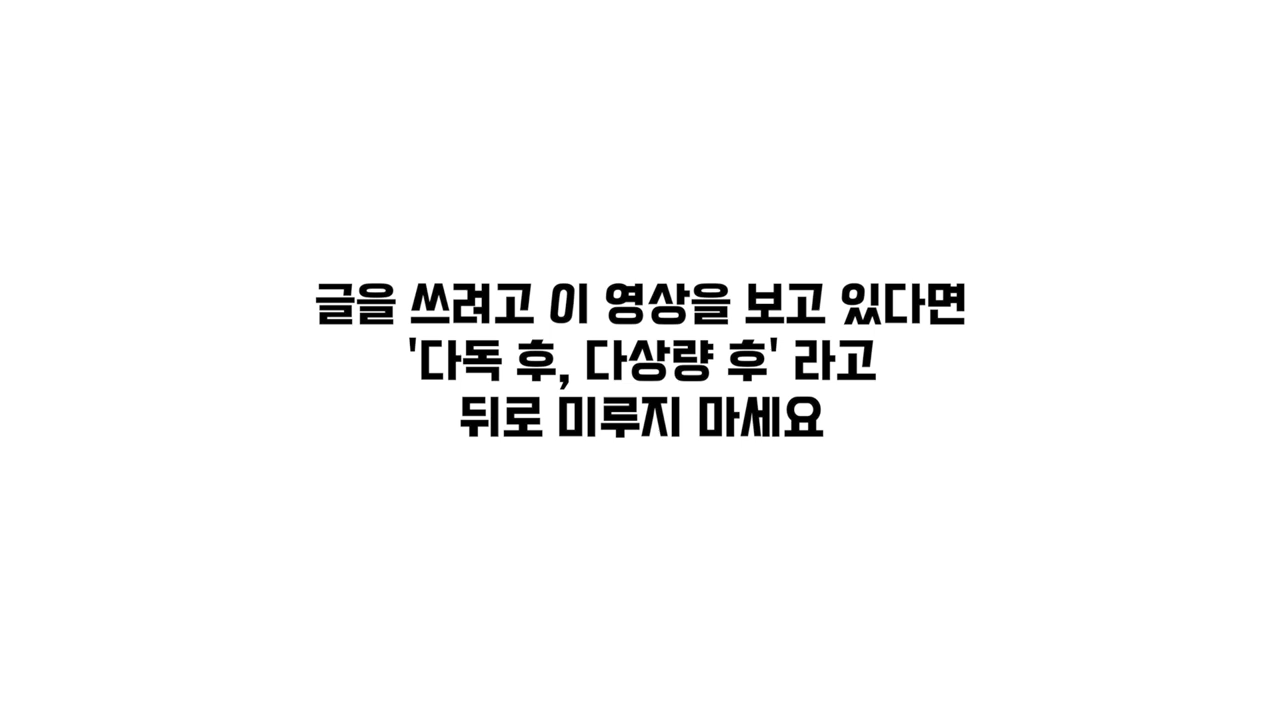 글을 쓰려고 이 영상을 보고 있다면
'다독 후, 다상량 후' 라고
뒤로 미루지 마세요